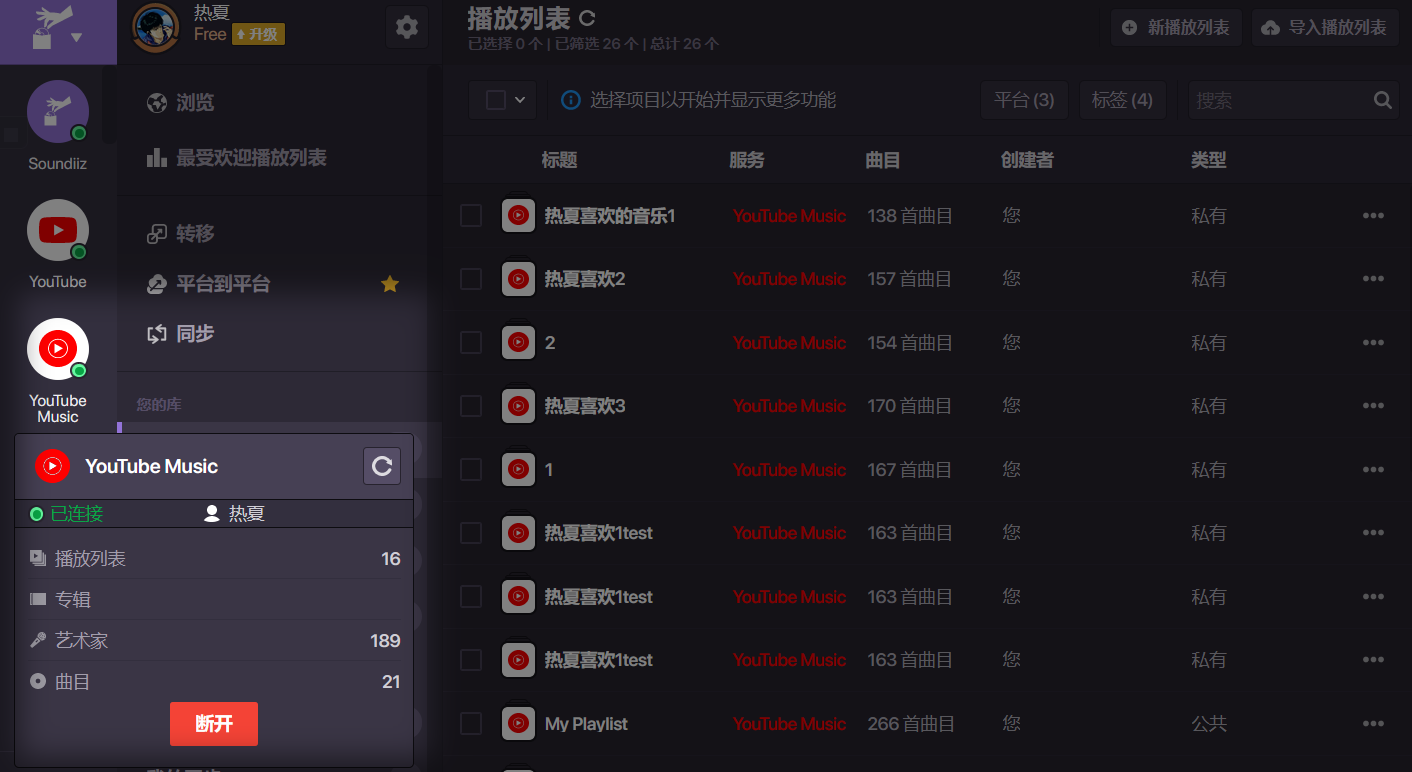 热夏
Free 升级
Soundiiz
YouTube
YouTube
Music
浏览
最受欢迎播放列表
转移
平台到平台
同步
您的库
YouTube Music
已连接 热夏
播放列表 16
专辑
艺术家 189
曲目 21
断开
播放列表
已选择 0 个 | 已筛选 26 个 | 总计 26 个
新播放列表 导入播放列表
选择项目以开始并显示更多功能 平台 (3) 标签 (4) 搜索
标题 服务 曲目 创建者 类型
热夏喜欢的音乐1 YouTube Music 138 首曲目 您 私有
热夏喜欢2 YouTube Music 157 首曲目 您 私有
2 YouTube Music 154 首曲目 您 私有
热夏喜欢3 YouTube Music 170 首曲目 您 私有
1 YouTube Music 167 首曲目 您 私有
热夏喜欢1test YouTube Music 163 首曲目 您 私有
热夏喜欢1test YouTube Music 163 首曲目 您 私有
热夏喜欢1test YouTube Music 163 首曲目 您 私有
My Playlist YouTube Music 266 首曲目 您 公共